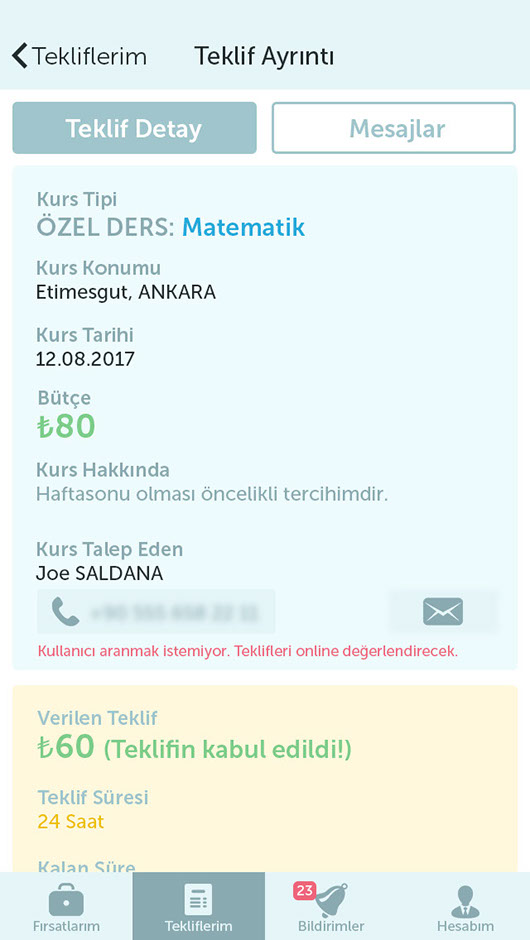 Tekliflerim
Teklif Ayrıntı
Teklif Detay
Mesajlar
Kurs Tipi
ÖZEL DERS: Matematik
Kurs Konumu
Etimesgut, ANKARA
Kurs Tarihi
12.08.2017
Bütçe
₺80
Kurs Hakkında
Haftasonu olması öncelikli tercihimdir.
Kurs Talep Eden
Joe SALDANA
Kullanıcı aranmak istemiyor. Teklifleri online değerlendirecek.
Verilen Teklif
₺60 (Teklifin kabul edildi!)
Teklif Süresi
24 Saat
Kalan Süre
23
Fırsatlarım
Tekliflerim
Bildirimler
Hesabım